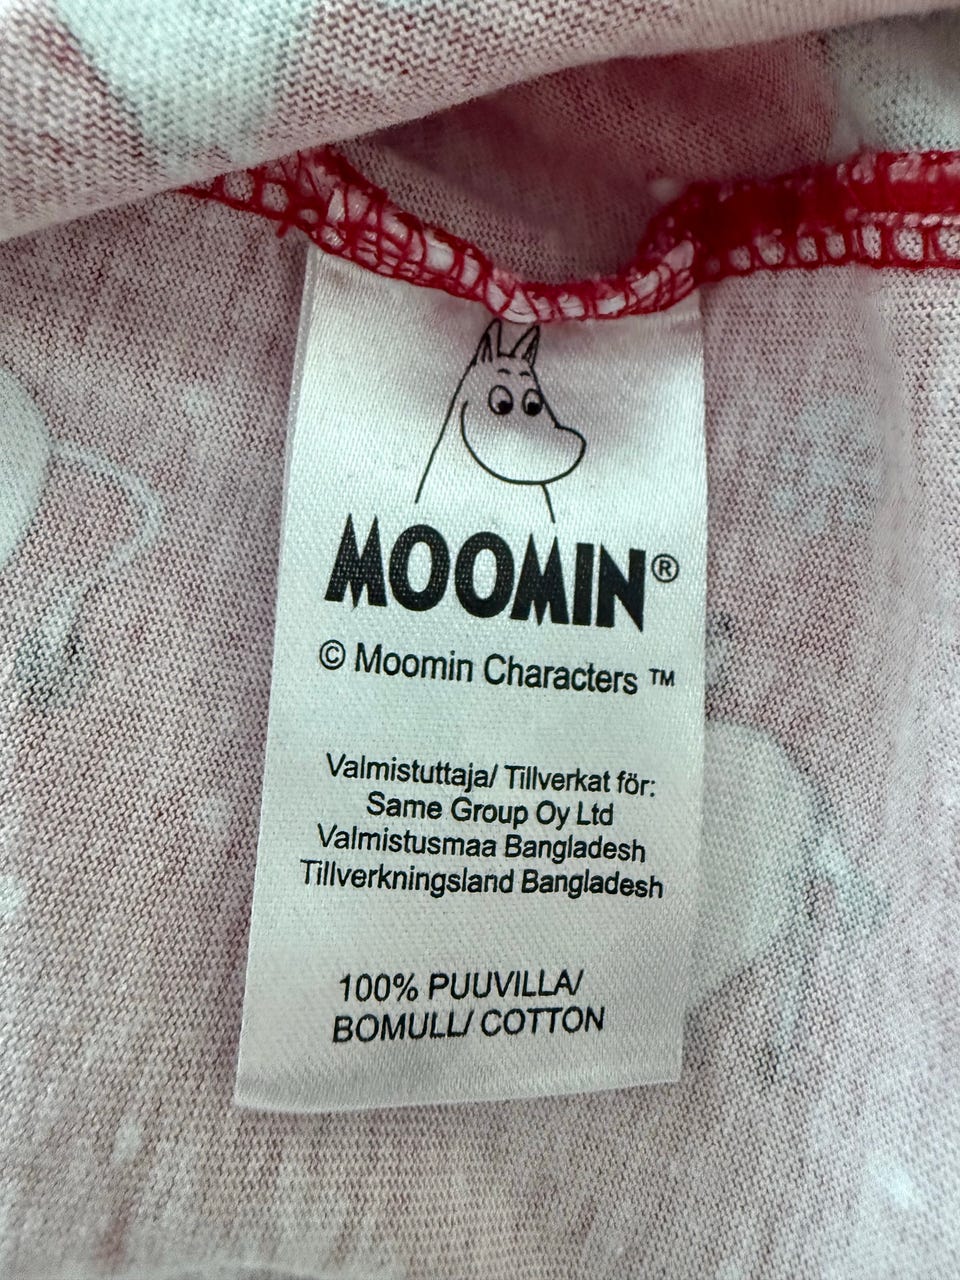 MOOMIN®
© Moomin Characters ™
Valmistuttaja/ Tillverkat för:
Same Group Oy Ltd
Valmistusmaa Bangladesh
Tillverkningsland Bangladesh
100% PUUVILLA/
BOMULL/ COTTON